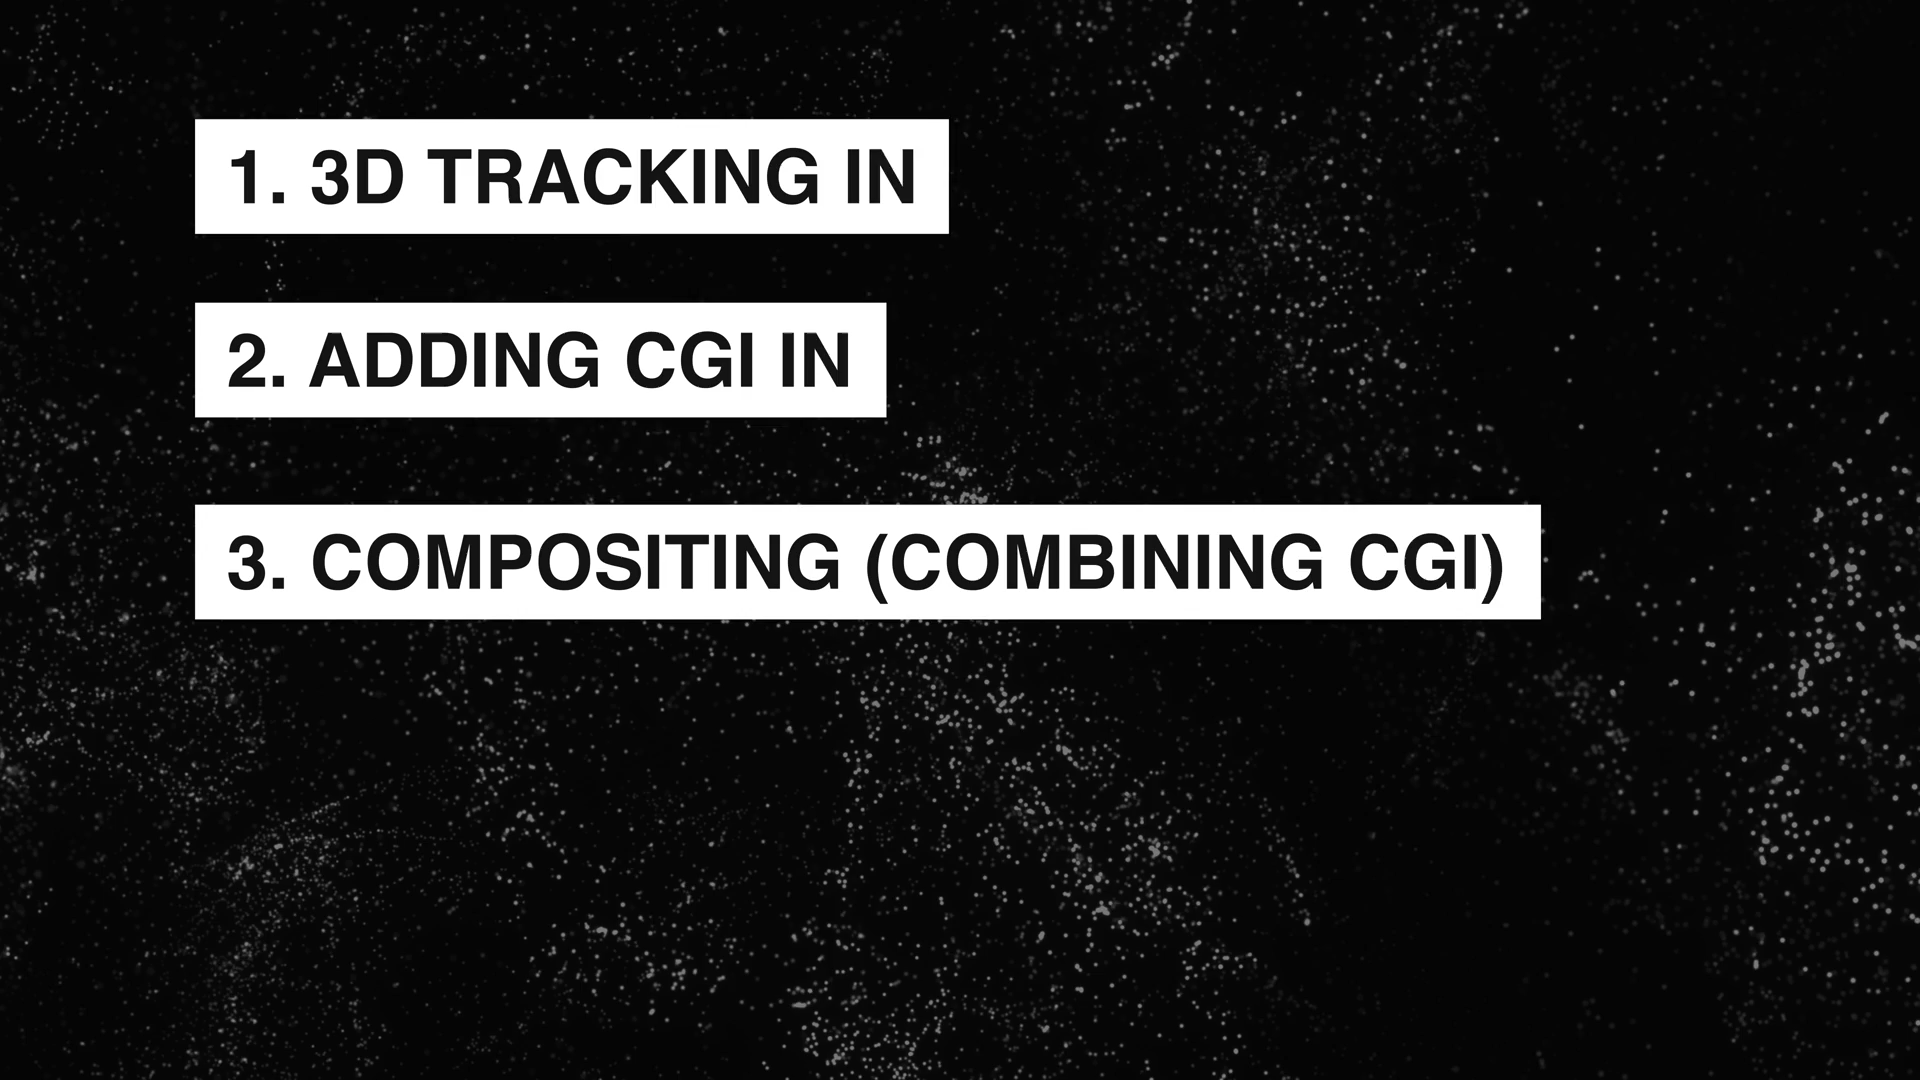 1. 3D TRACKING IN
2. ADDING CGI IN
3. COMPOSITING (COMBINING CGI)